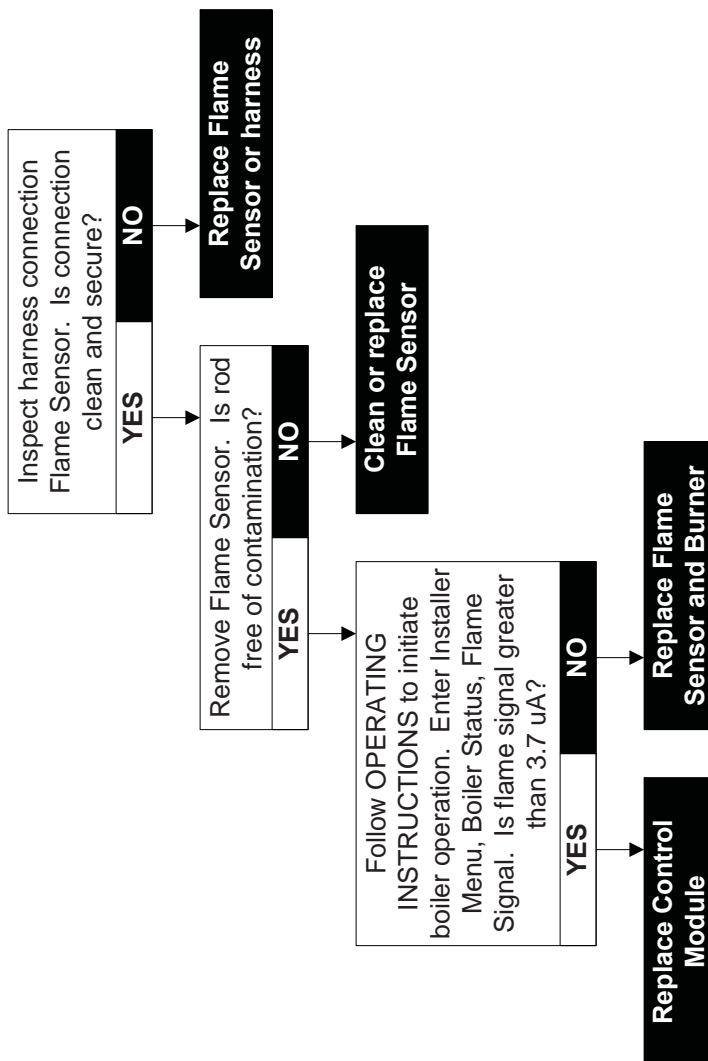 Inspect harness connection
Flame Sensor.  Is connection
clean and secure?
YES
NO
Replace Flame
Sensor or harness
Remove Flame Sensor.  Is rod
free of contamination?
YES
NO
Clean or replace
Flame Sensor
Follow OPERATING
INSTRUCTIONS to initiate
boiler operation.  Enter Installer
Menu, Boiler Status, Flame
Signal.  Is flame signal greater
than 3.7 uA?
YES
NO
Replace Control
Module
Replace Flame
Sensor and Burner